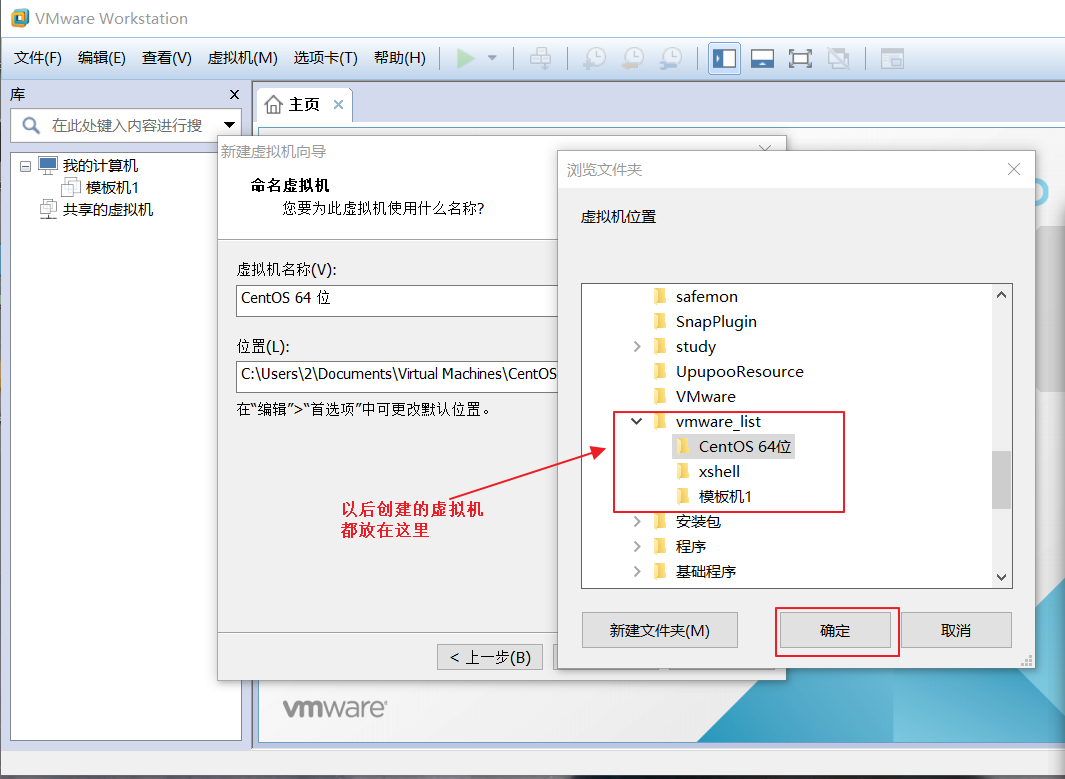 VMware Workstation
文件(F) 编辑(E) 查看(V) 虚拟机(M) 选项卡(T) 帮助(H)
库
主页
在此处键入内容进行搜
我的计算机
模板机1
共享的虚拟机
新建虚拟机向导
命名虚拟机
您要为此虚拟机使用什么名称?
虚拟机名称(V):
CentOS 64 位
位置(L):
C:\Users\2\Documents\Virtual Machines\CentOS
在“编辑”>“首选项”中可更改默认位置。
以后创建的虚拟机
都放在这里
< 上一步(B)
浏览文件夹
虚拟机位置
safemon
SnapPlugin
study
UpupooResource
VMware
vmware_list
CentOS 64位
xshell
模板机1
安装包
程序
基础程序
新建文件夹(M) 确定 取消
vmware